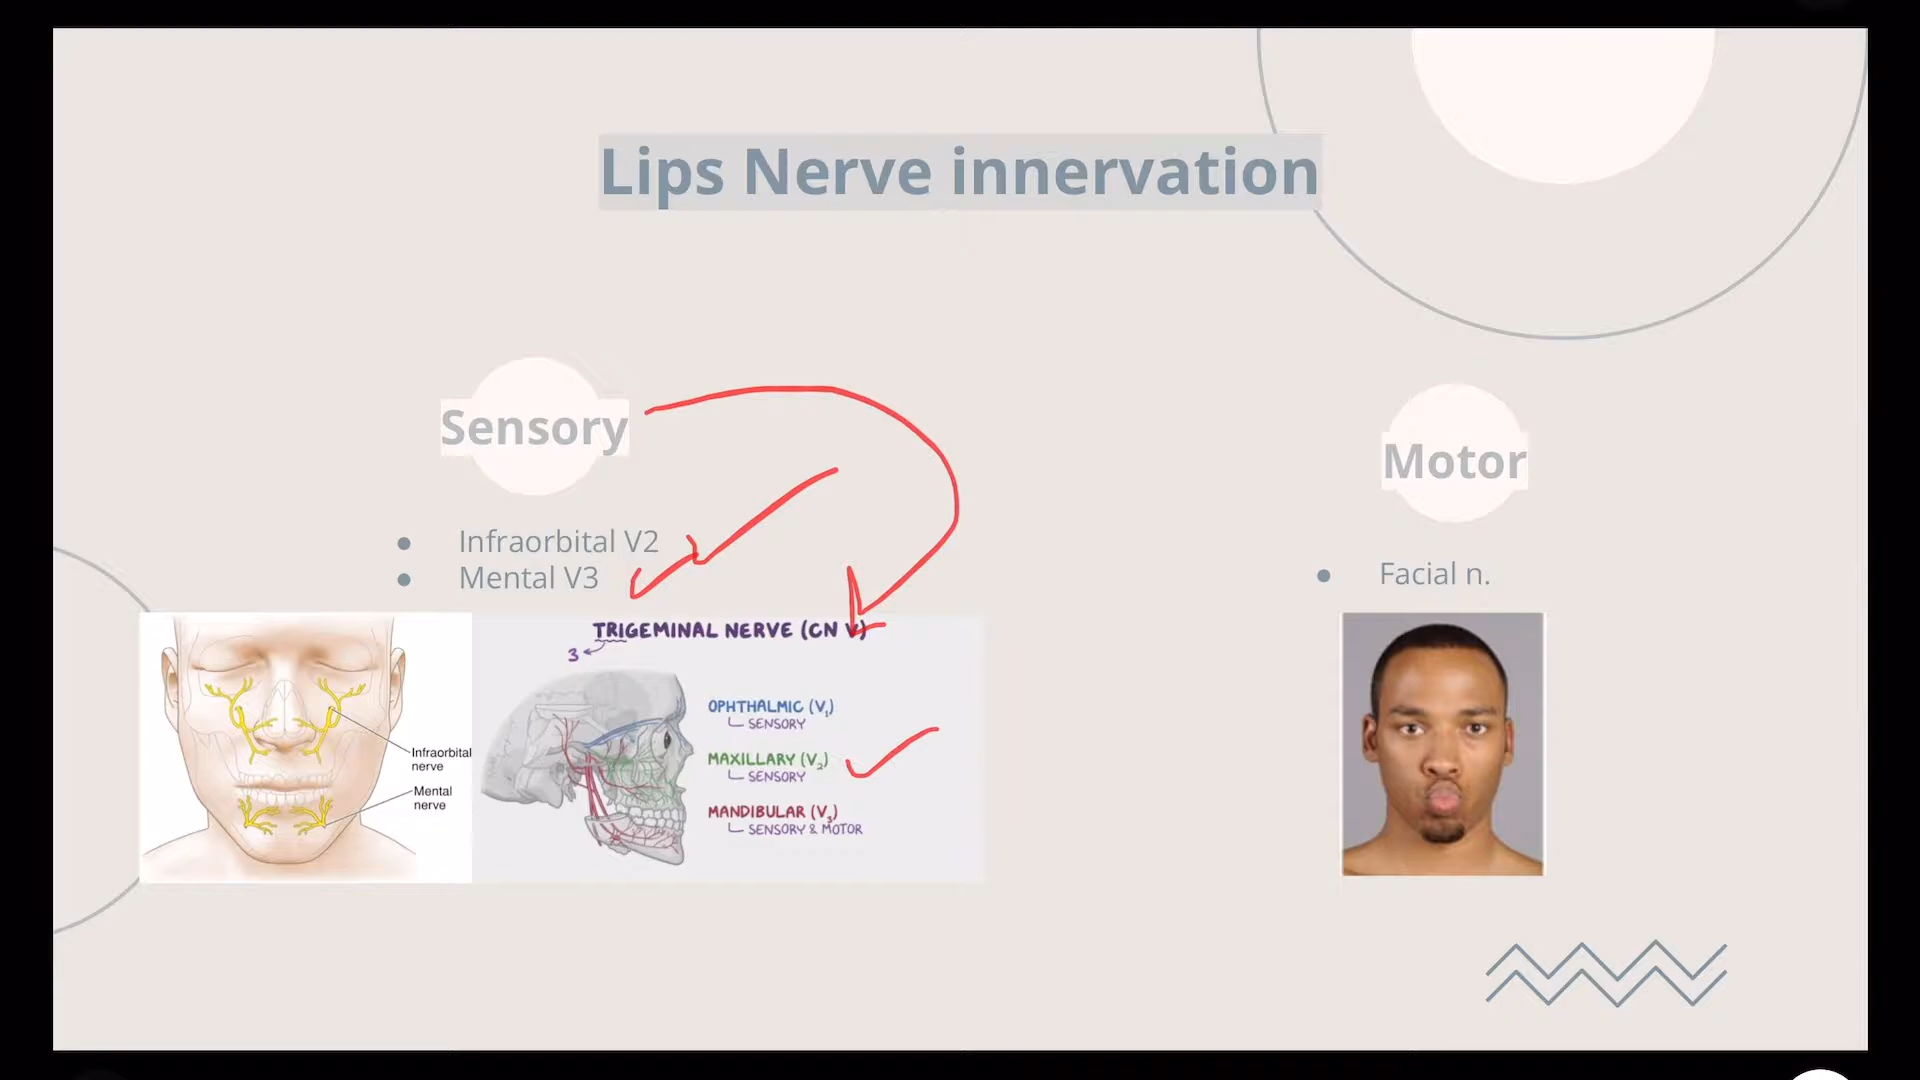 Lips Nerve innervation
Sensory
Infraorbital V2
Mental V3
Infraorbital
nerve
Mental
nerve
TRIGEMINAL NERVE (CN V)
3
OPHTHALMIC (V₁)
SENSORY
MAXILLARY (V₂)
SENSORY
MANDIBULAR (V₃)
SENSORY & MOTOR
Motor
Facial n.